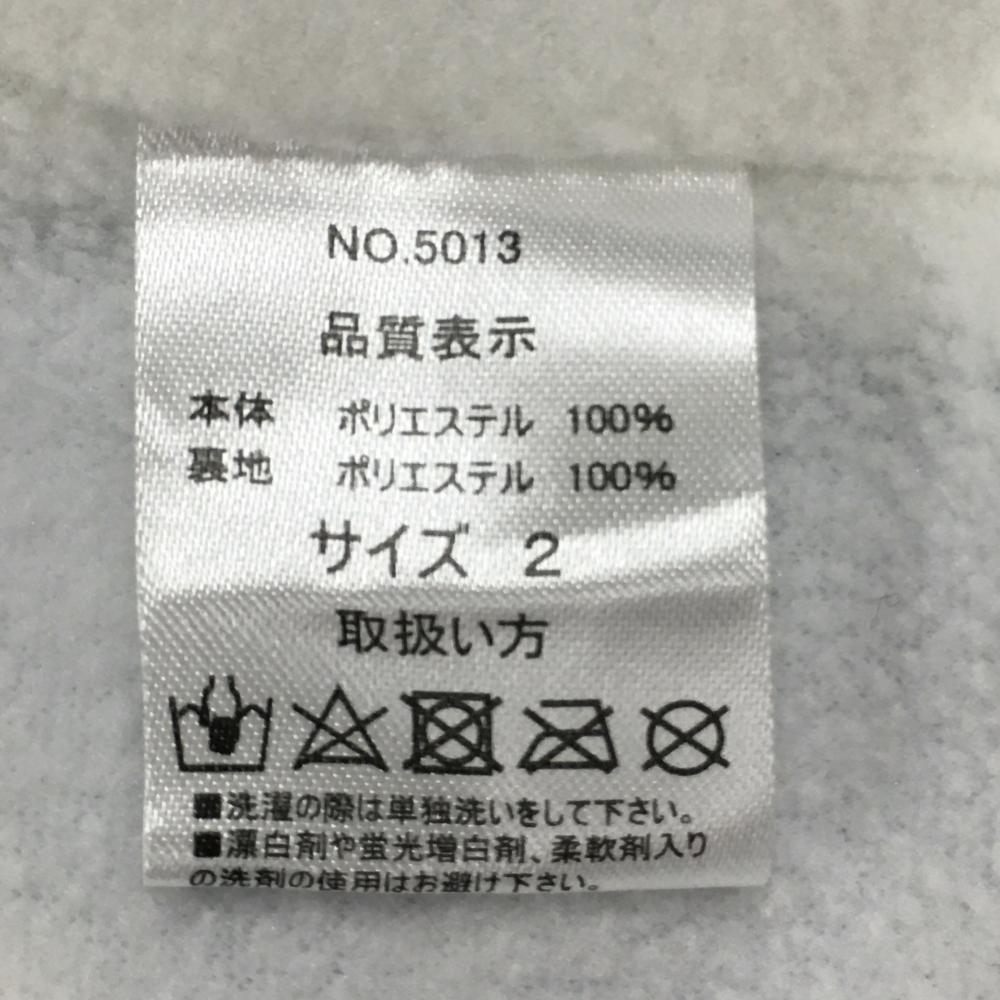 NO.5013
品質表示
本体 ポリエステル 100%
裏地 ポリエステル 100%
サイズ 2
取扱い方
■洗濯の際は単独洗いをして下さい。
■漂白剤や蛍光増白剤、柔軟剤入り
の洗剤の使用はお避け下さい。